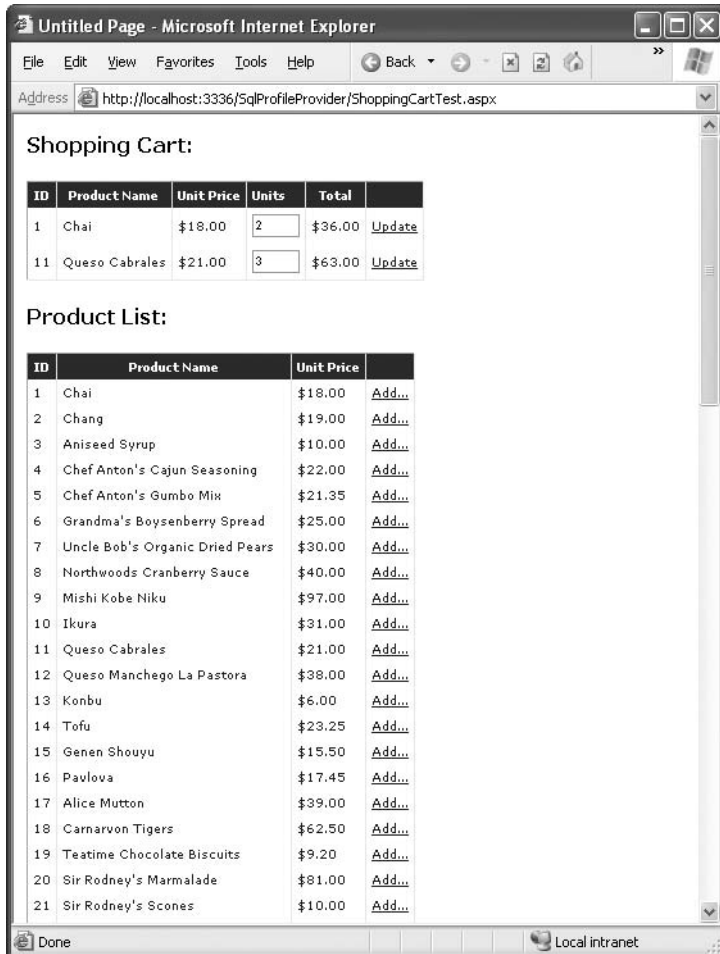 Untitled Page - Microsoft Internet Explorer
File Edit View Favorites Tools Help Back »
Address http://localhost:3336/SqlProfileProvider/ShoppingCartTest.aspx
Shopping Cart:
ID Product Name Unit Price Units Total
1 Chai $18.00 2 $36.00 Update
11 Queso Cabrales $21.00 3 $63.00 Update
Product List:
ID Product Name Unit Price
1 Chai $18.00 Add...
2 Chang $19.00 Add...
3 Aniseed Syrup $10.00 Add...
4 Chef Anton's Cajun Seasoning $22.00 Add...
5 Chef Anton's Gumbo Mix $21.35 Add...
6 Grandma's Boysenberry Spread $25.00 Add...
7 Uncle Bob's Organic Dried Pears $30.00 Add...
8 Northwoods Cranberry Sauce $40.00 Add...
9 Mishi Kobe Niku $97.00 Add...
10 Ikura $31.00 Add...
11 Queso Cabrales $21.00 Add...
12 Queso Manchego La Pastora $38.00 Add...
13 Konbu $6.00 Add...
14 Tofu $23.25 Add...
15 Genen Shouyu $15.50 Add...
16 Pavlova $17.45 Add...
17 Alice Mutton $39.00 Add...
18 Carnarvon Tigers $62.50 Add...
19 Teatime Chocolate Biscuits $9.20 Add...
20 Sir Rodney's Marmalade $81.00 Add...
21 Sir Rodney's Scones $10.00 Add...
Done Local intranet